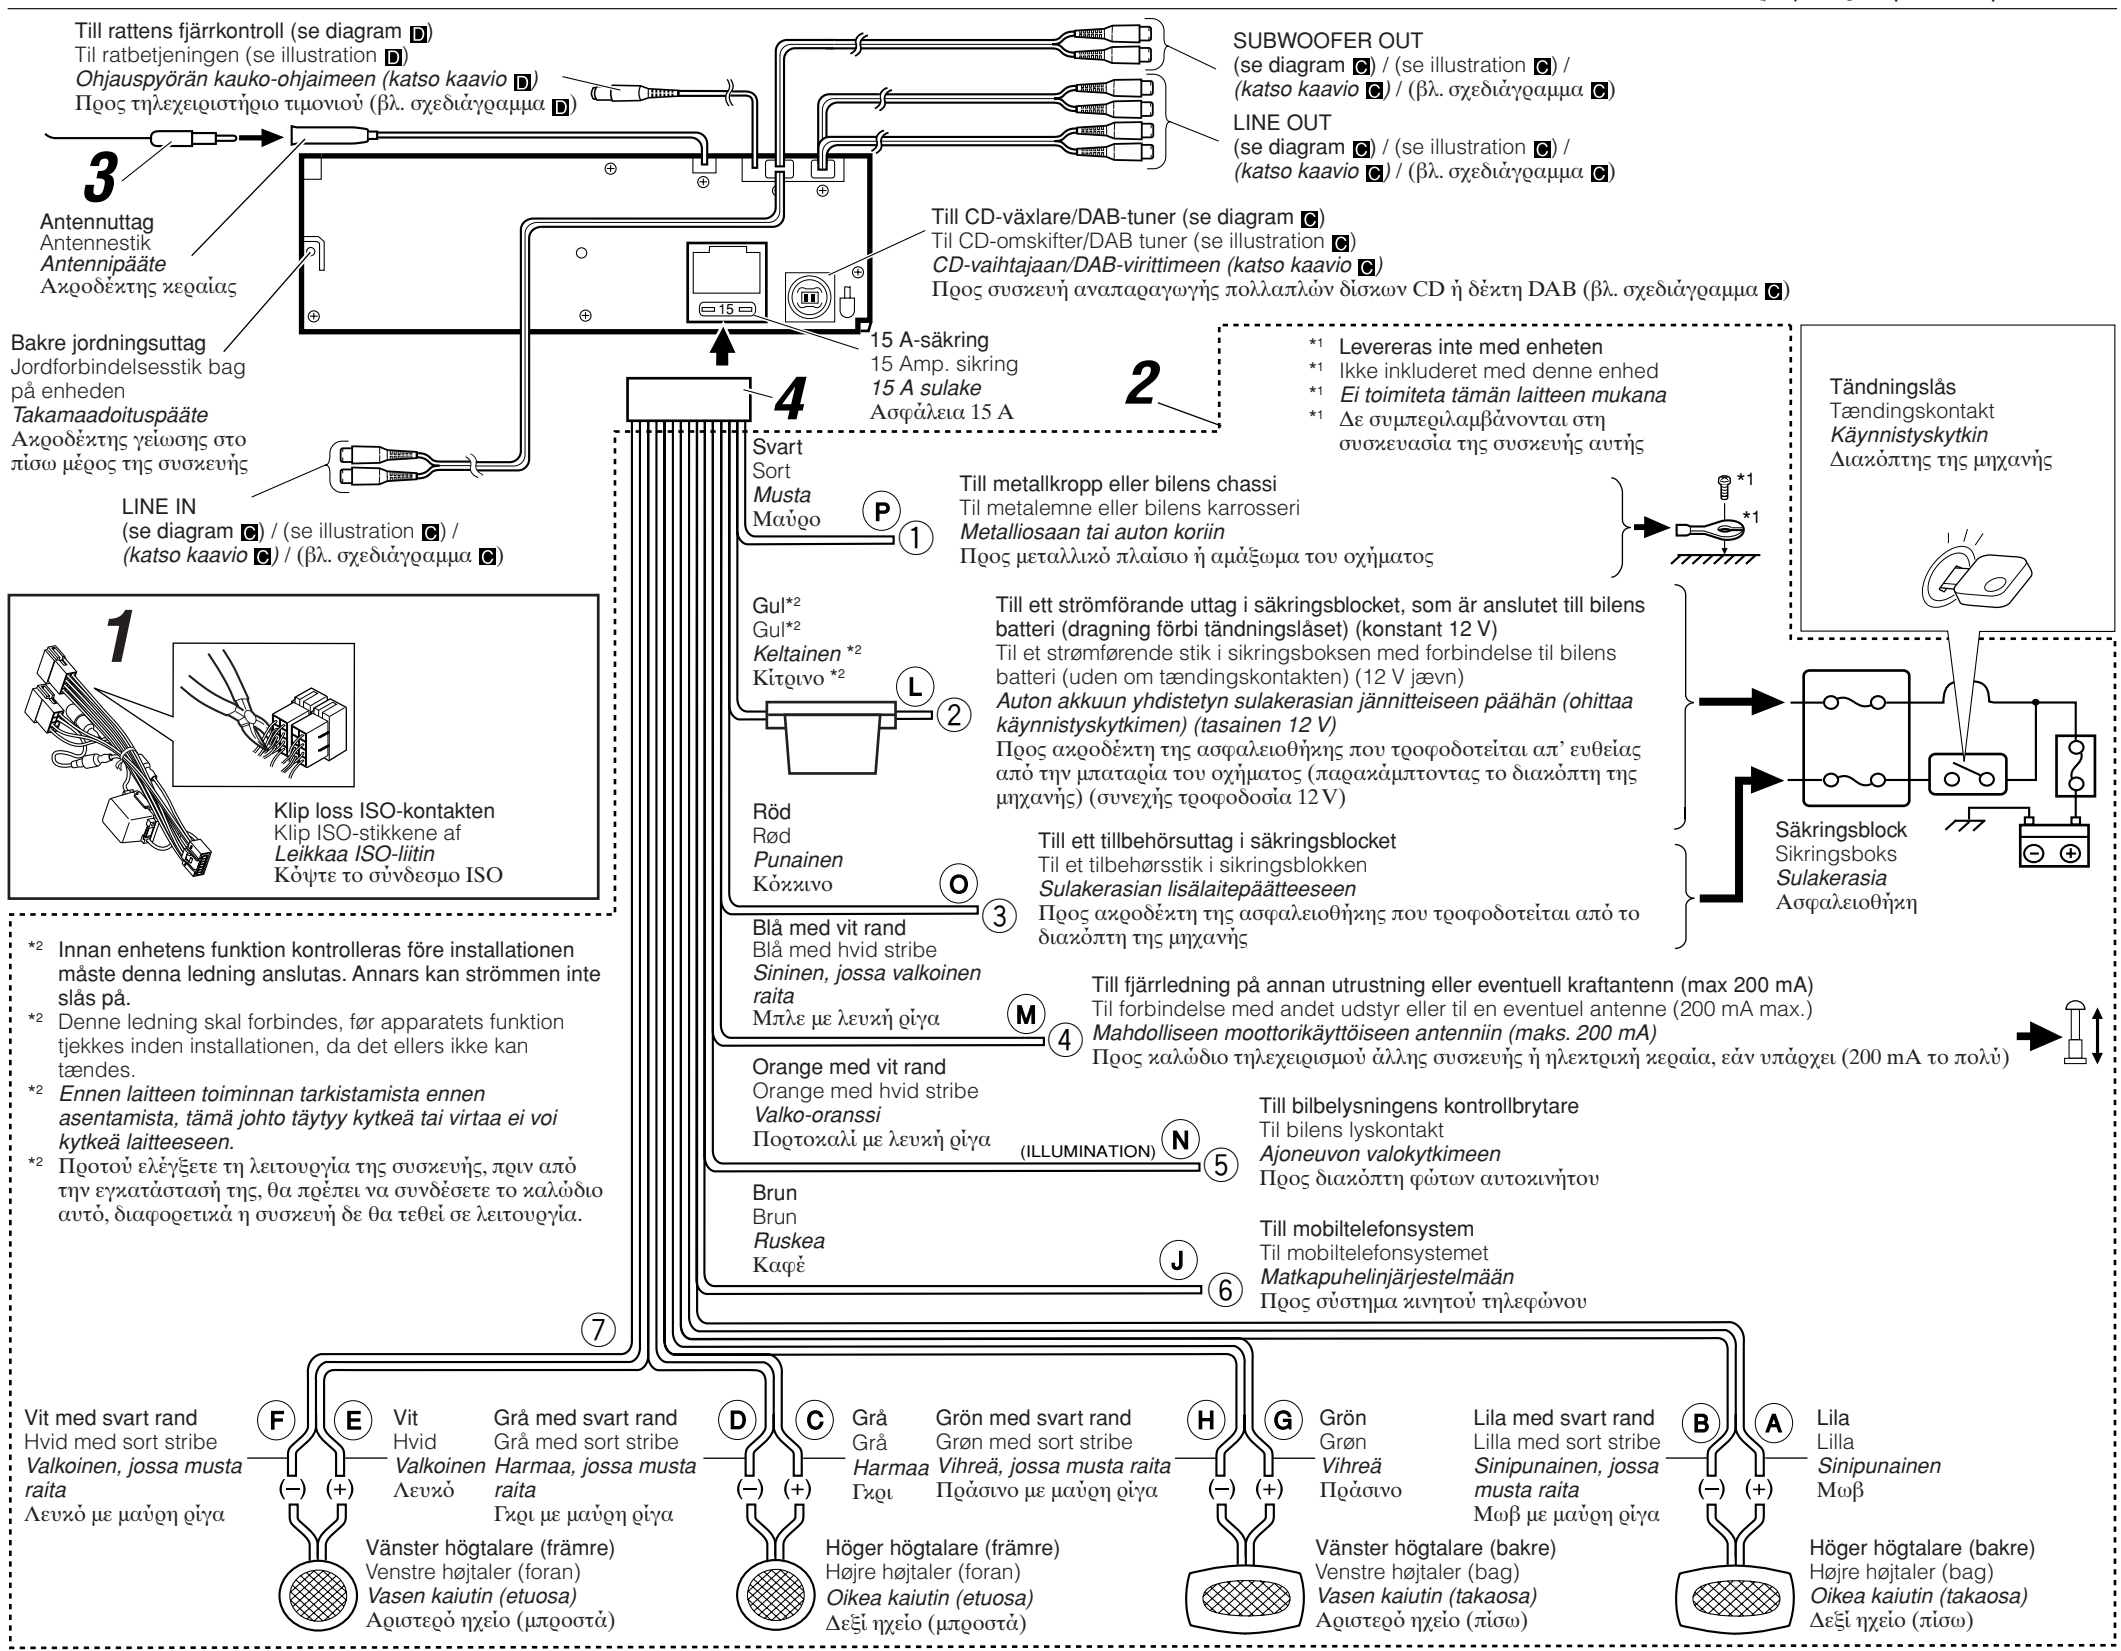 Till rattens fjärrkontroll (se diagram D)
Til ratbetjeningen (se illustration D)
Ohjauspyörän kauko-ohjaimeen (katso kaavio D)
Προς τηλεχειριστήριο τιμονιού (βλ. σχεδιάγραμμα D)
SUBWOOFER OUT
(se diagram C) / (se illustration C) /
(katso kaavio C) / (βλ. σχεδιάγραμμα C)
LINE OUT
(se diagram C) / (se illustration C) /
(katso kaavio C) / (βλ. σχεδιάγραμμα C)
3
Antennuttag
Antennestik
Antennipääte
Ακροδέκτης κεραίας
Till CD-växlare/DAB-tuner (se diagram C)
Til CD-omskifter/DAB tuner (se illustration C)
CD-vaihtajaan/DAB-virittimeen (katso kaavio C)
Προς συσκευή αναπαραγωγής πολλαπλών δίσκων CD ή δέκτη DAB (βλ. σχεδιάγραμμα C)
15
Bakre jordningsuttag
Jordforbindelsesstik bag
på enheden
Takamaadoituspääte
Ακροδέκτης γείωσης στο
πίσω μέρος της συσκευής
15 A-säkring
15 Amp. sikring
15 A sulake
Ασφάλεια 15 A
4
2
*1 Levereras inte med enheten
*1 Ikke inkluderet med denne enhed
*1 Ei toimiteta tämän laitteen mukana
*1 Δε συμπεριλαμβάνονται στη
συσκευασία της συσκευής αυτής
Tändningslås
Tændingskontakt
Käynnistyskytkin
Διακόπτης της μηχανής
LINE IN
(se diagram C) / (se illustration C) /
(katso kaavio C) / (βλ. σχεδιάγραμμα C)
Svart
Sort
Musta
Μαύρο
P
1
Till metallkropp eller bilens chassi
Til metalemne eller bilens karrosseri
Metalliosaan tai auton koriin
Προς μεταλλικό πλαίσιο ή αμάξωμα του οχήματος
*1
*1
1
Klip loss ISO-kontakten
Klip ISO-stikkene af
Leikkaa ISO-liitin
Κόψτε το σύνδεσμο ISO
Gul*2
Gul*2
Keltainen *2
Κίτρινο *2
L
2
Till ett strömförande uttag i säkringsblocket, som är anslutet till bilens
batteri (dragning förbi tändningslåset) (konstant 12 V)
Til et strømførende stik i sikringsboksen med forbindelse til bilens
batteri (uden om tændingskontakten) (12 V jævn)
Auton akkuun yhdistetyn sulakerasian jännitteiseen päähän (ohittaa
käynnistyskytkimen) (tasainen 12 V)
Προς ακροδέκτη της ασφαλειοθήκης που τροφοδοτείται απ' ευθείας
από την μπαταρία του οχήματος (παρακάμπτοντας το διακόπτη της
μηχανής) (συνεχής τροφοδοσία 12 V)
Röd
Rød
Punainen
Κόκκινο
O
3
Till ett tillbehörsuttag i säkringsblocket
Til et tilbehørsstik i sikringsblokken
Sulakerasian lisälaitepäätteeseen
Προς ακροδέκτη της ασφαλειοθήκης που τροφοδοτείται από το
διακόπτη της μηχανής
Säkringsblock
Sikringsboks
Sulakerasia
Ασφαλειοθήκη
− +
*2 Innan enhetens funktion kontrolleras före installationen
måste denna ledning anslutas. Annars kan strömmen inte
slås på.
*2 Denne ledning skal forbindes, før apparatets funktion
tjekkes inden installationen, da det ellers ikke kan
tændes.
*2 Ennen laitteen toiminnan tarkistamista ennen
asentamista, tämä johto täytyy kytkeä tai virtaa ei voi
kytkeä laitteeseen.
*2 Προτού ελέγξετε τη λειτουργία της συσκευής, πριν από
την εγκατάστασή της, θα πρέπει να συνδέσετε το καλώδιο
αυτό, διαφορετικά η συσκευή δε θα τεθεί σε λειτουργία.
Blå med vit rand
Blå med hvid stribe
Sininen, jossa valkoinen
raita
Μπλε με λευκή ρίγα
M
4
Till fjärrledning på annan utrustning eller eventuell kraftantenn (max 200 mA)
Til forbindelse med andet udstyr eller til en eventuel antenne (200 mA max.)
Mahdolliseen moottorikäyttöiseen antenniin (maks. 200 mA)
Προς καλώδιο τηλεχειρισμού άλλης συσκευής ή ηλεκτρική κεραία, εάν υπάρχει (200 mA το πολύ)
Orange med vit rand
Orange med hvid stribe
Valko-oranssi
Πορτοκαλί με λευκή ρίγα
(ILLUMINATION)
N
5
Till bilbelysningens kontrollbrytare
Til bilens lyskontakt
Ajoneuvon valokytkimeen
Προς διακόπτη φώτων αυτοκινήτου
Brun
Brun
Ruskea
Καφέ
J
6
Till mobiltelefonsystem
Til mobiltelefonsystemet
Matkapuhelinjärjestelmään
Προς σύστημα κινητού τηλεφώνου
7
Vit med svart rand
Hvid med sort stribe
Valkoinen, jossa musta
raita
Λευκό με μαύρη ρίγα
F
E
(−) (+)
Vit
Hvid
Valkoinen
Λευκό
Vänster högtalare (främre)
Venstre højtaler (foran)
Vasen kaiutin (etuosa)
Αριστερό ηχείο (μπροστά)
Grå med svart rand
Grå med sort stribe
Harmaa, jossa musta
raita
Γκρι με μαύρη ρίγα
D
C
(−) (+)
Grå
Grå
Harmaa
Γκρι
Höger högtalare (främre)
Højre højtaler (foran)
Oikea kaiutin (etuosa)
Δεξί ηχείο (μπροστά)
Grön med svart rand
Grøn med sort stribe
Vihreä, jossa musta raita
Πράσινο με μαύρη ρίγα
H
G
(−) (+)
Grön
Grøn
Vihreä
Πράσινο
Vänster högtalare (bakre)
Venstre højtaler (bag)
Vasen kaiutin (takaosa)
Αριστερό ηχείο (πίσω)
Lila med svart rand
Lilla med sort stribe
Sinipunainen, jossa
musta raita
Μωβ με μαύρη ρίγα
B
A
(−) (+)
Lila
Lilla
Sinipunainen
Μωβ
Höger högtalare (bakre)
Højre højtaler (bag)
Oikea kaiutin (takaosa)
Δεξί ηχείο (πίσω)